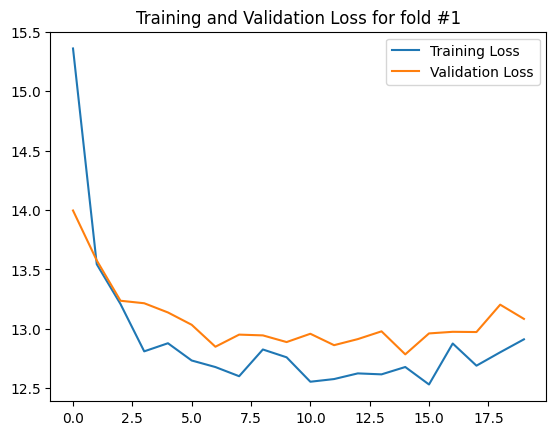 Training and Validation Loss for fold #1
Training Loss
Validation Loss
15.5
15.0
14.5
14.0
13.5
13.0
12.5
0.0 2.5 5.0 7.5 10.0 12.5 15.0 17.5